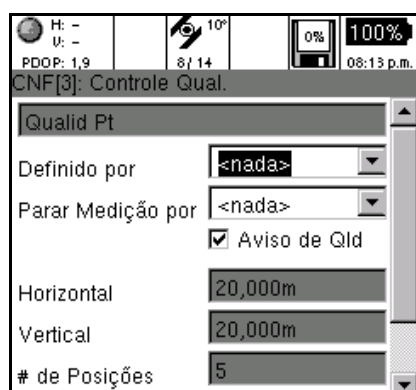 H: -
V: -
PDOP: 1,9
10°
8/ 14
0%
100%
08:13 p.m.
CNF[3]: Controle Qual.
Qualid Pt
Definido por <nada>
Parar Medição por <nada>
Aviso de Qld
Horizontal 20,000m
Vertical 20,000m
# de Posições 5